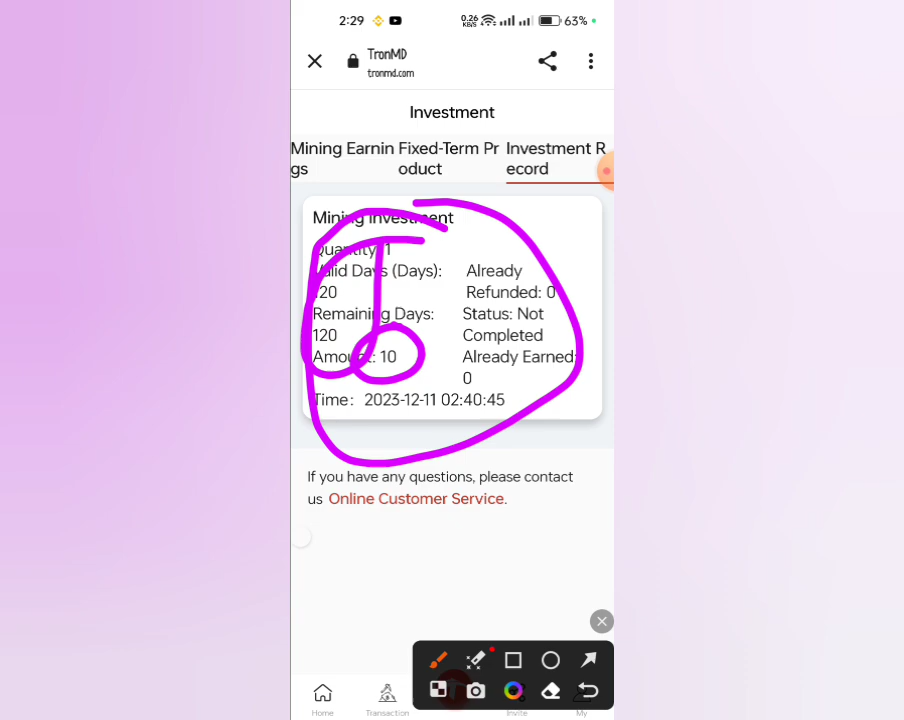 2:29 0.26 KB/S 63%
TronMD
tronmd.com
Investment
Mining Earnin Fixed-Term Pr Investment R
gs oduct ecord
Mining Investment
Quantity: 1
Valid Days (Days): Already
120 Refunded: 0
Remaining Days: Status: Not
120 Completed
Amount: 10 Already Earned:
0
Time: 2023-12-11 02:40:45
If you have any questions, please contact
us Online Customer Service.
Home Transaction Invite My